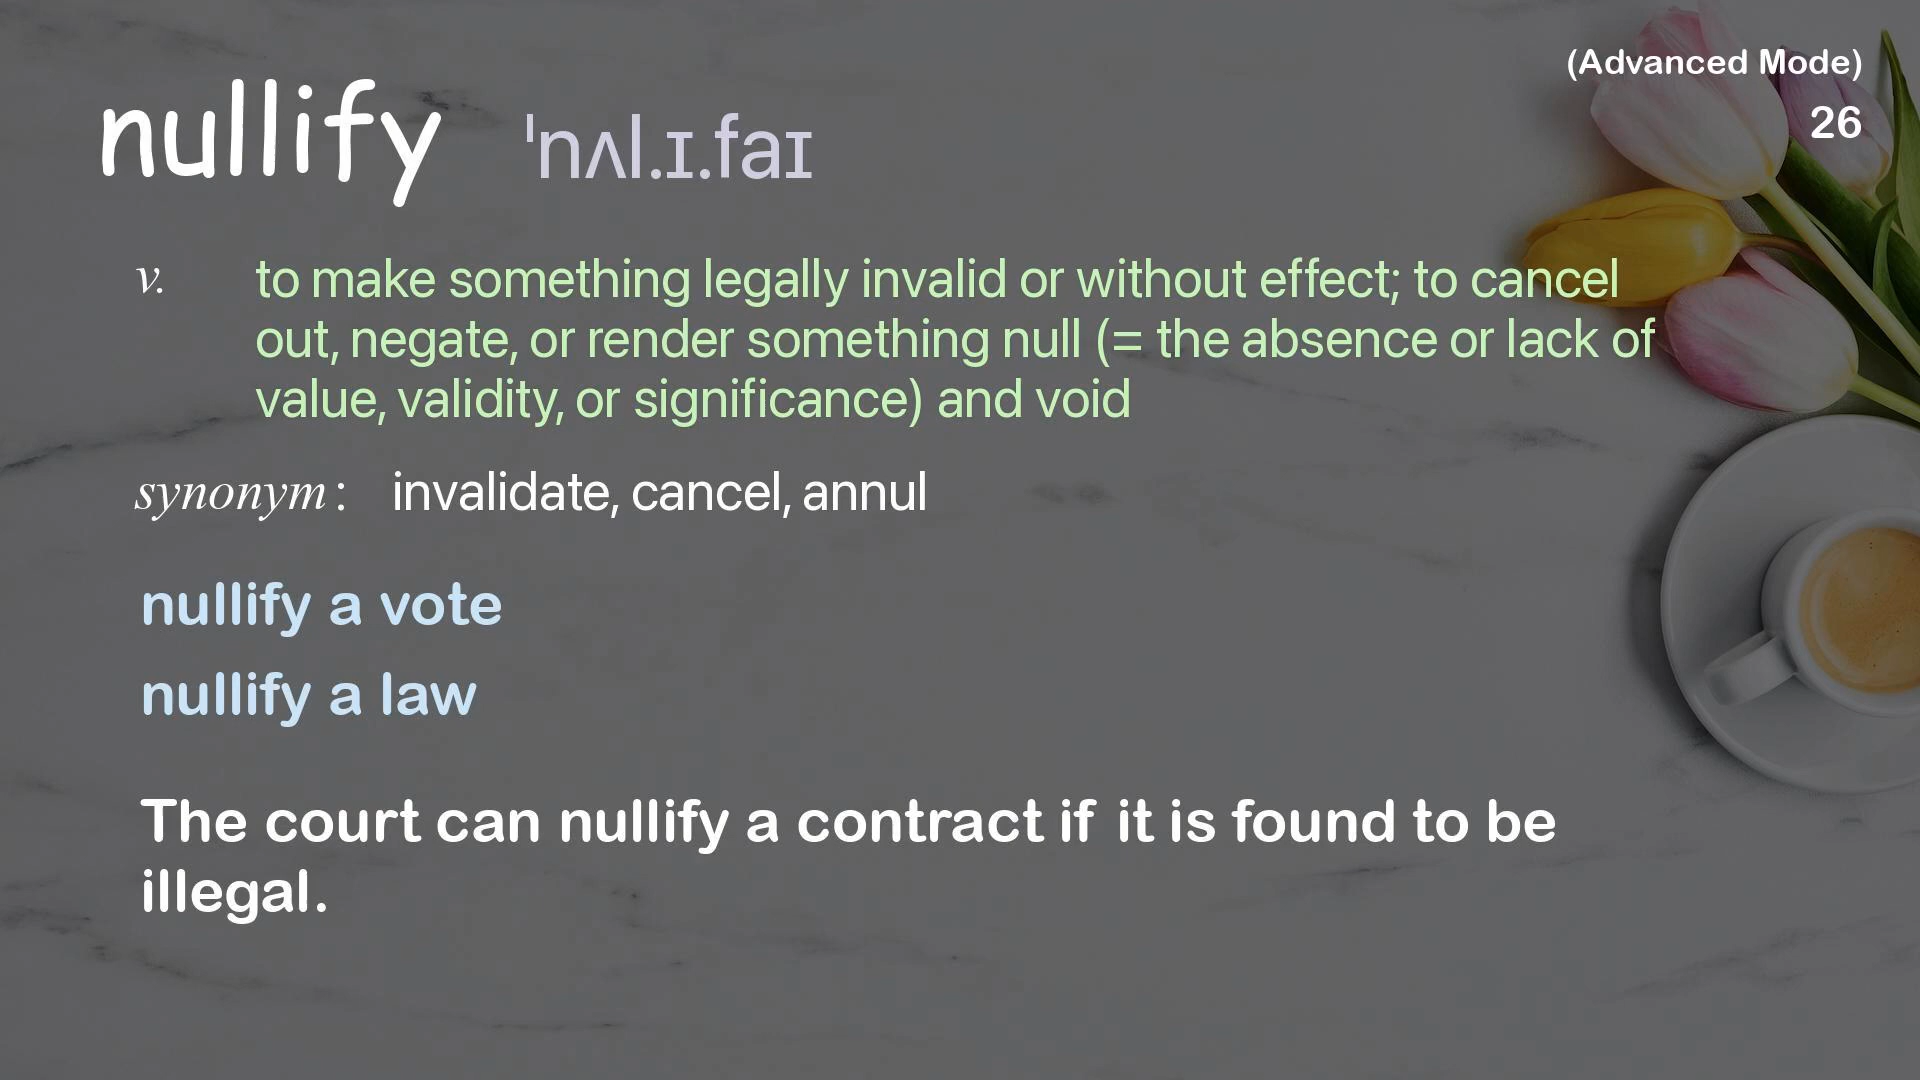 (Advanced Mode)
26
nullify ˈnʌl.ɪ.faɪ
v. to make something legally invalid or without effect; to cancel
out, negate, or render something null (= the absence or lack of
value, validity, or significance) and void
synonym : invalidate, cancel, annul
nullify a vote
nullify a law
The court can nullify a contract if it is found to be
illegal.